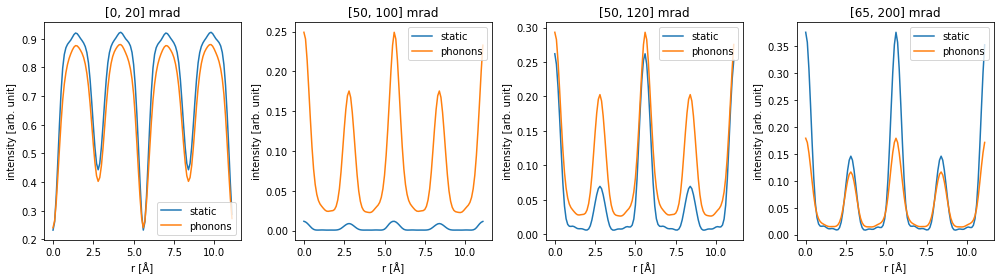 [0, 20] mrad
intensity [arb. unit]
0.9
0.8
0.7
0.6
0.5
0.4
0.3
0.2
static
phonons
0.0 2.5 5.0 7.5 10.0
r [Å]
[50, 100] mrad
intensity [arb. unit]
0.25
0.20
0.15
0.10
0.05
0.00
static
phonons
0.0 2.5 5.0 7.5 10.0
r [Å]
[50, 120] mrad
intensity [arb. unit]
0.30
0.25
0.20
0.15
0.10
0.05
0.00
static
phonons
0.0 2.5 5.0 7.5 10.0
r [Å]
[65, 200] mrad
intensity [arb. unit]
0.35
0.30
0.25
0.20
0.15
0.10
0.05
0.00
static
phonons
0.0 2.5 5.0 7.5 10.0
r [Å]